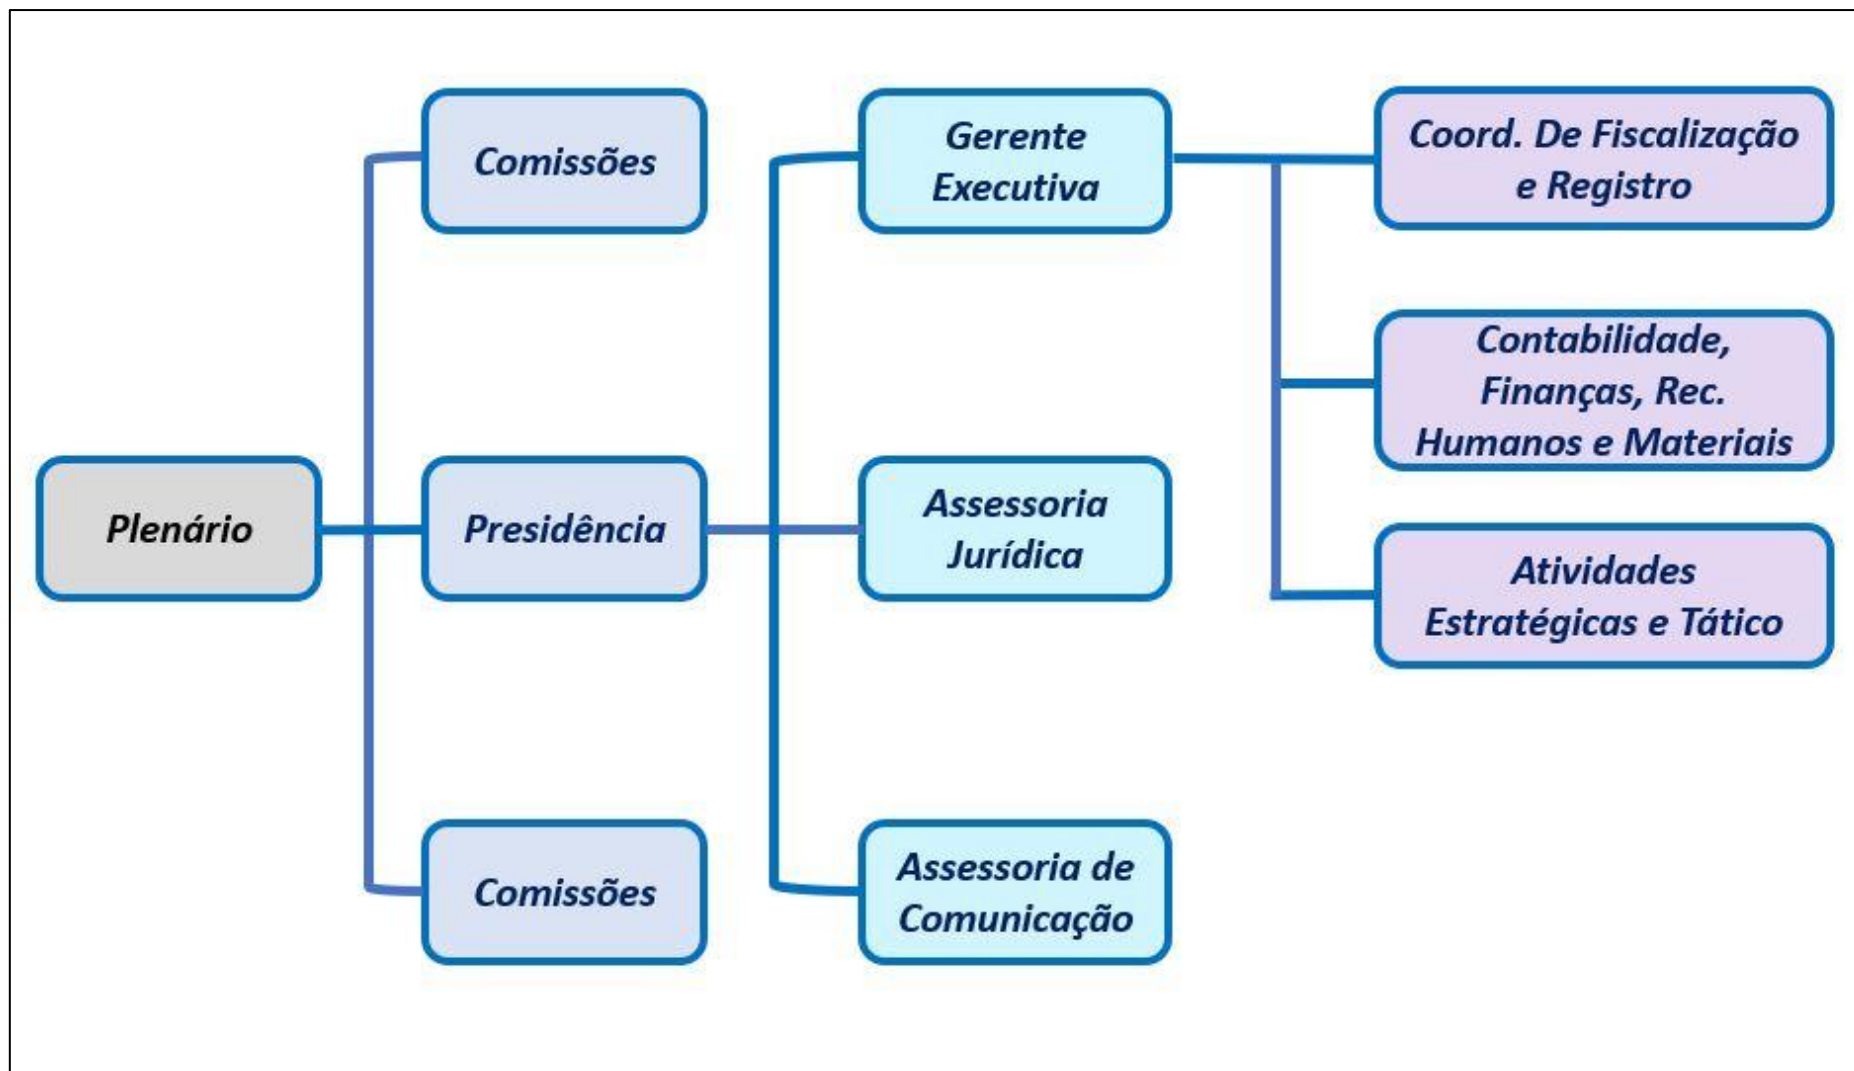 Comissões
Gerente
Executiva
Coord. De Fiscalização
e Registro
Contabilidade,
Finanças, Rec.
Humanos e Materiais
Plenário
Presidência
Assessoria
Jurídica
Atividades
Estratégicas e Tático
Comissões
Assessoria de
Comunicação